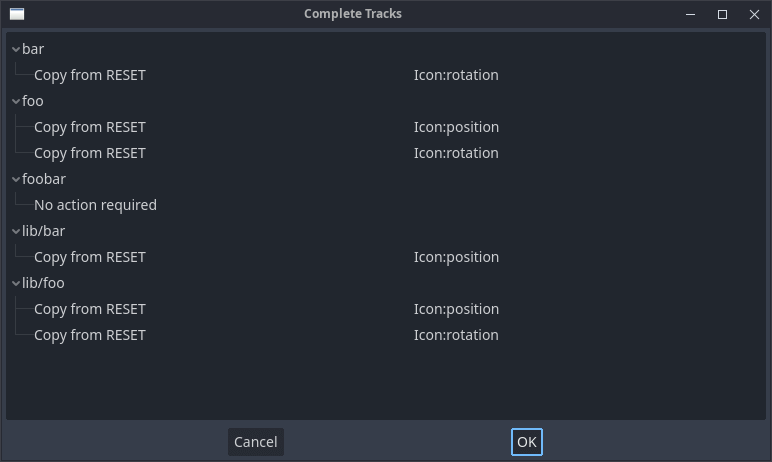 Complete Tracks
bar
Copy from RESET Icon:rotation
foo
Copy from RESET Icon:position
Copy from RESET Icon:rotation
foobar
No action required
lib/bar
Copy from RESET Icon:position
lib/foo
Copy from RESET Icon:position
Copy from RESET Icon:rotation
Cancel OK